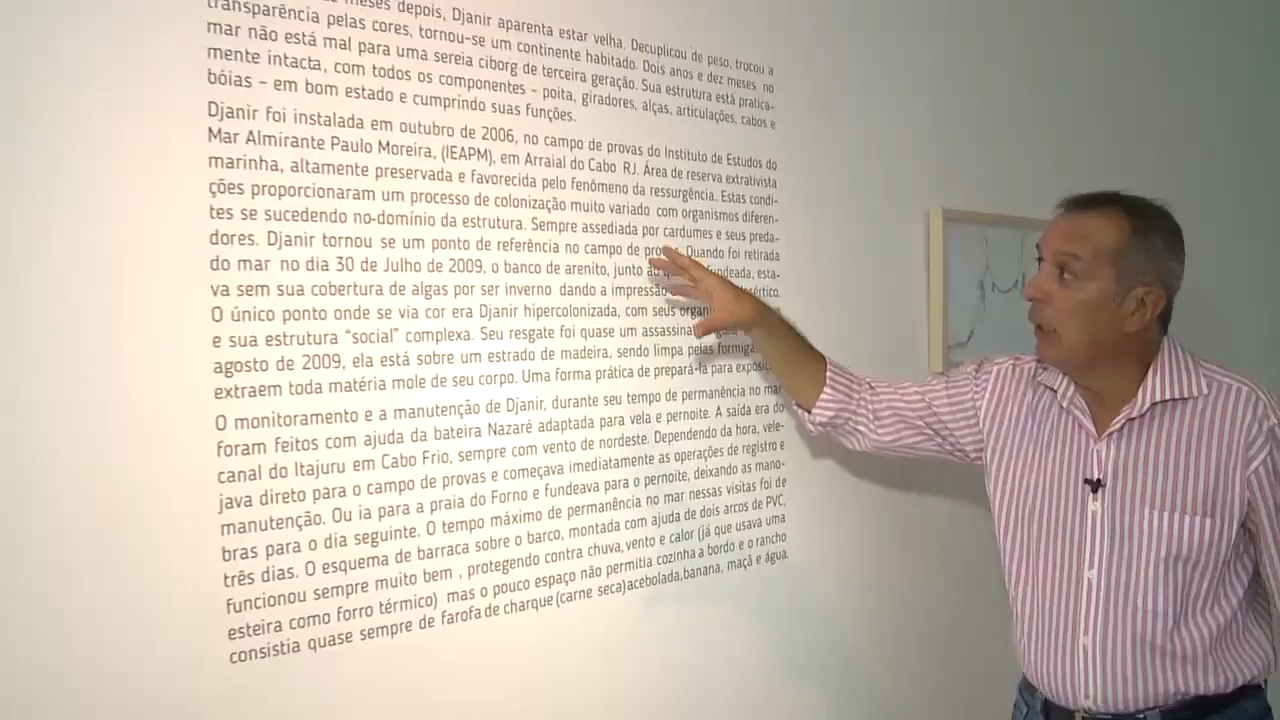 meses depois, Djanir aparenta estar velha. Decuplicou de peso, trocou a
transparência pelas cores, tornou-se um continente habitado. Dois anos e dez meses no
mar não está mal para uma sereia ciborg de terceira geração. Sua estrutura está pratica-
mente intacta, com todos os componentes – poita, giradores, alças, articulações, cabos e
bóias – em bom estado e cumprindo suas funções.
Djanir foi instalada em outubro de 2006, no campo de provas do Instituto de Estudos do
Mar Almirante Paulo Moreira, (IEAPM), em Arraial do Cabo RJ. Área de reserva extrativista
marinha, altamente preservada e favorecida pelo fenômeno da ressurgência. Estas condi-
ções proporcionaram um processo de colonização muito variado com organismos diferen-
tes se sucedendo no-domínio da estrutura. Sempre assediada por cardumes e seus preda-
dores. Djanir tornou se um ponto de referência no campo de provas. Quando foi retirada
do mar no dia 30 de Julho de 2009, o banco de arenito, junto fundeada, esta-
va sem sua cobertura de algas por ser inverno dando a impressão
O único ponto onde se via cor era Djanir hipercolonizada, com seus
e sua estrutura “social” complexa. Seu resgate foi quase um
agosto de 2009, ela está sobre um estrado de madeira, sendo limpa pelas
extraem toda matéria mole de seu corpo. Uma forma prática de prepará-la para
O monitoramento e a manutenção de Djanir, durante seu tempo de permanência no mar
foram feitos com ajuda da bateira Nazaré adaptada para vela e pernoite. A saída era do
canal do Itajuru em Cabo Frio, sempre com vento de nordeste. Dependendo da hora, vele-
java direto para o campo de provas e começava imediatamente as operações de registro e
manutenção. Ou ia para a praia do Forno e fundeava para o pernoite, deixando as mano-
bras para o dia seguinte. O tempo máximo de permanência no mar nessas visitas foi de
três dias. O esquema de barraca sobre o barco, montada com ajuda de dois arcos de PVC,
funcionou sempre muito bem , protegendo contra chuva, vento e calor (já que usava uma
esteira como forro térmico) mas o pouco espaço não permitia cozinha a bordo e o rancho
consistia quase sempre de farofa de charque (carne seca) acebolada,banana, maçã e água.